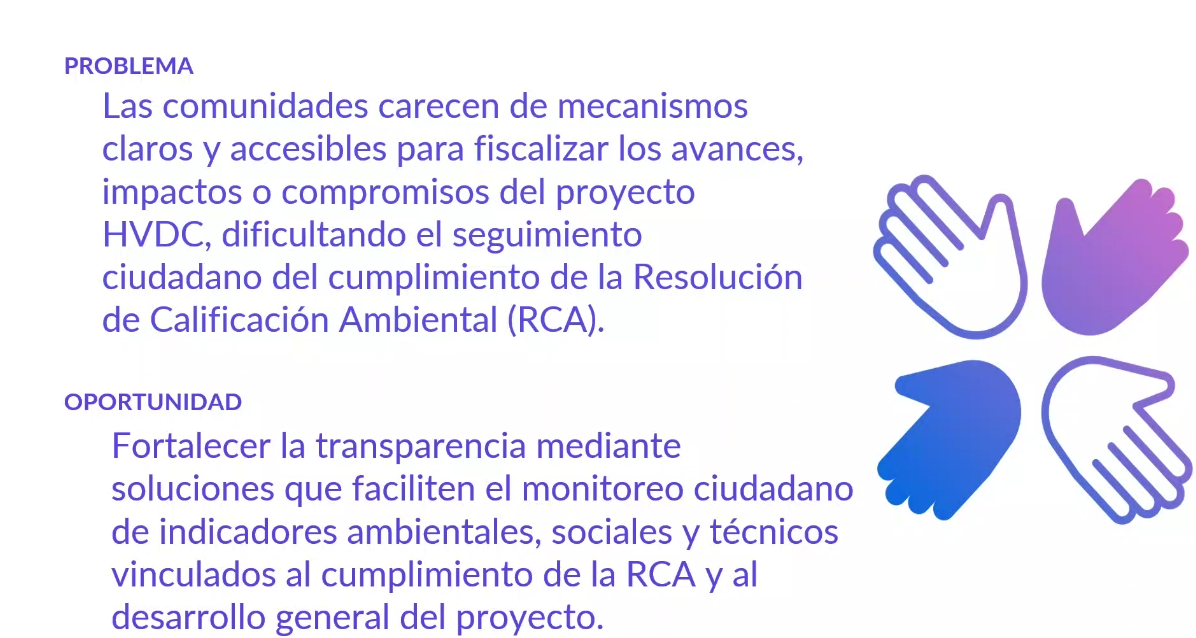 PROBLEMA
Las comunidades carecen de mecanismos
claros y accesibles para fiscalizar los avances,
impactos o compromisos del proyecto
HVDC, dificultando el seguimiento
ciudadano del cumplimiento de la Resolución
de Calificación Ambiental (RCA).
OPORTUNIDAD
Fortalecer la transparencia mediante
soluciones que faciliten el monitoreo ciudadano
de indicadores ambientales, sociales y técnicos
vinculados al cumplimiento de la RCA y al
desarrollo general del proyecto.